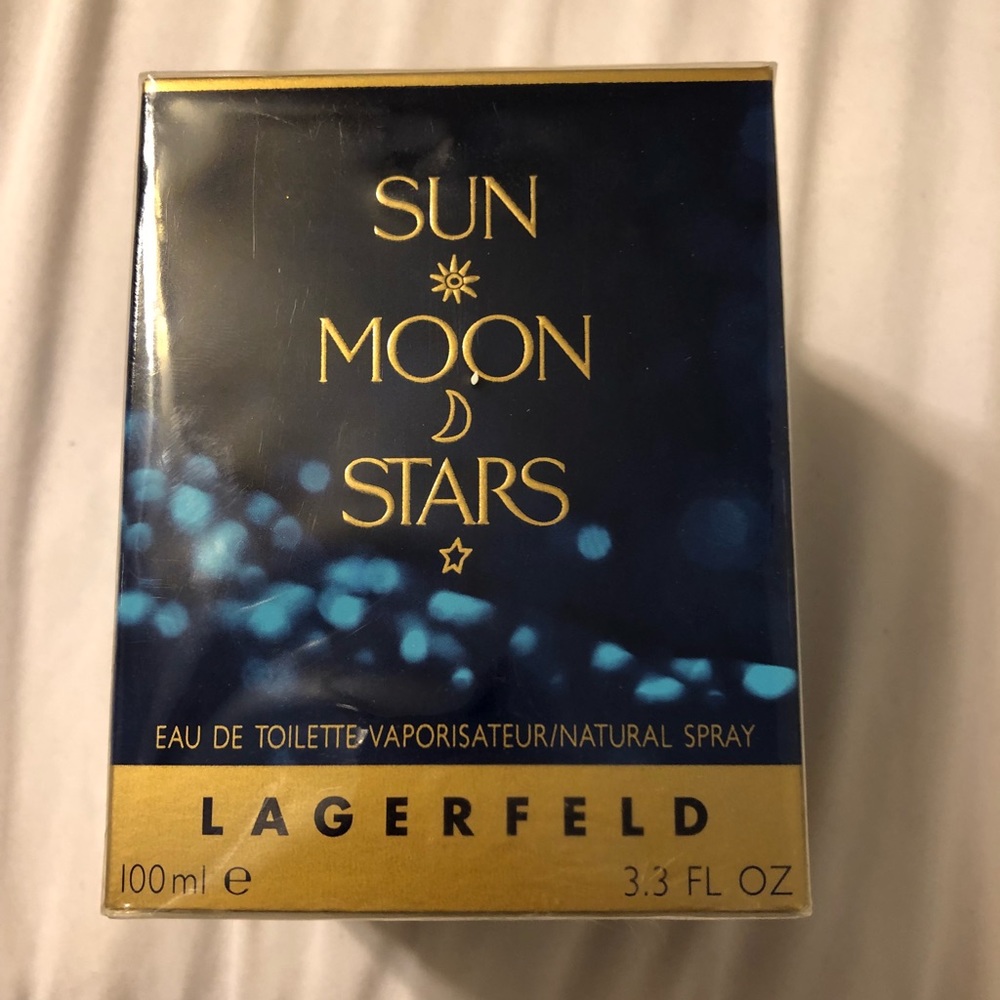 SUN
MOON
STARS
EAU DE TOILETTE/VAPORISATEUR/NATURAL SPRAY
LAGERFELD
100ml e
3.3 FL OZ